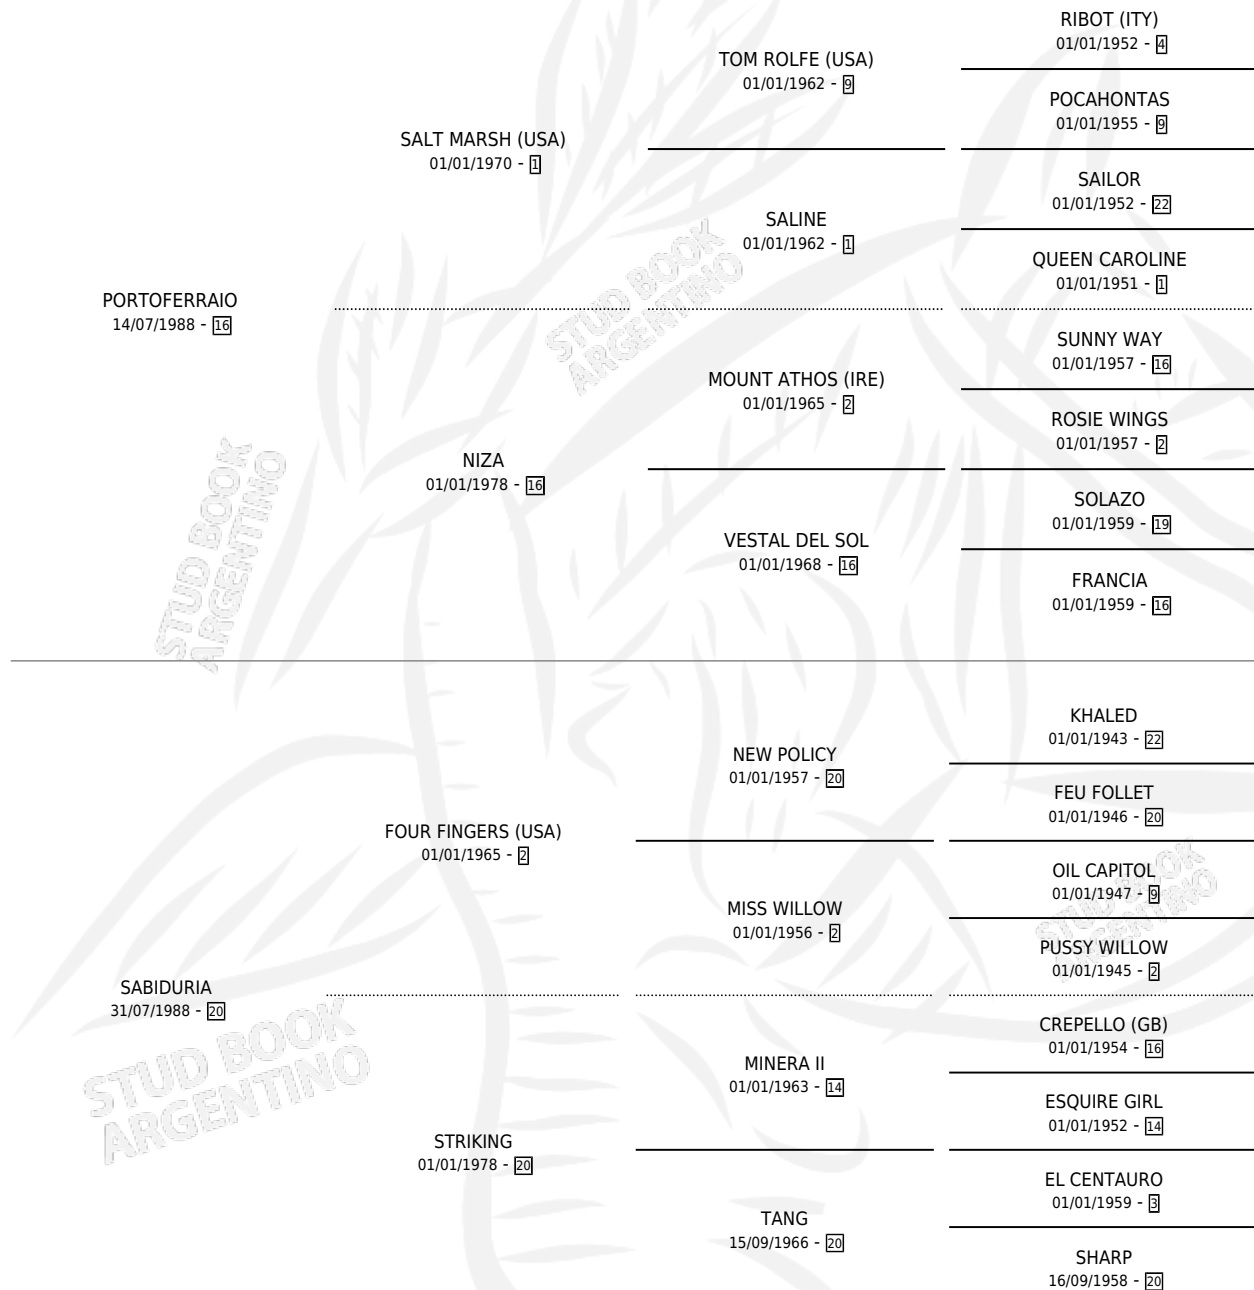 RIBOT (ITY)
01/01/1952 - 4
TOM ROLFE (USA)
01/01/1962 - 9
POCAHONTAS
01/01/1955 - 9
SALT MARSH (USA)
01/01/1970 - 1
SAILOR
01/01/1952 - 22
SALINE
01/01/1962 - 1
QUEEN CAROLINE
01/01/1951 - 1
PORTOFERRAIO
14/07/1988 - 16
STUD BOOK
ARGENTINO
SUNNY WAY
01/01/1957 - 16
MOUNT ATHOS (IRE)
01/01/1965 - 2
ROSIE WINGS
01/01/1957 - 2
NIZA
01/01/1978 - 16
SOLAZO
01/01/1959 - 19
VESTAL DEL SOL
01/01/1968 - 16
FRANCIA
01/01/1959 - 16
STUD BOOK
ARGENTINO
KHALED
01/01/1943 - 22
NEW POLICY
01/01/1957 - 20
FEU FOLLET
01/01/1946 - 20
FOUR FINGERS (USA)
01/01/1965 - 2
OIL CAPITOL
01/01/1947 - 9
MISS WILLOW
01/01/1956 - 2
PUSSY WILLOW
01/01/1945 - 2
STUD BOOK
ARGENTINO
SABIDURIA
31/07/1988 - 20
CREPELLO (GB)
01/01/1954 - 16
MINERA II
01/01/1963 - 14
ESQUIRE GIRL
01/01/1952 - 14
STUD BOOK
ARGENTINO
STRIKING
01/01/1978 - 20
EL CENTAURO
01/01/1959 - 3
TANG
15/09/1966 - 20
SHARP
16/09/1958 - 20